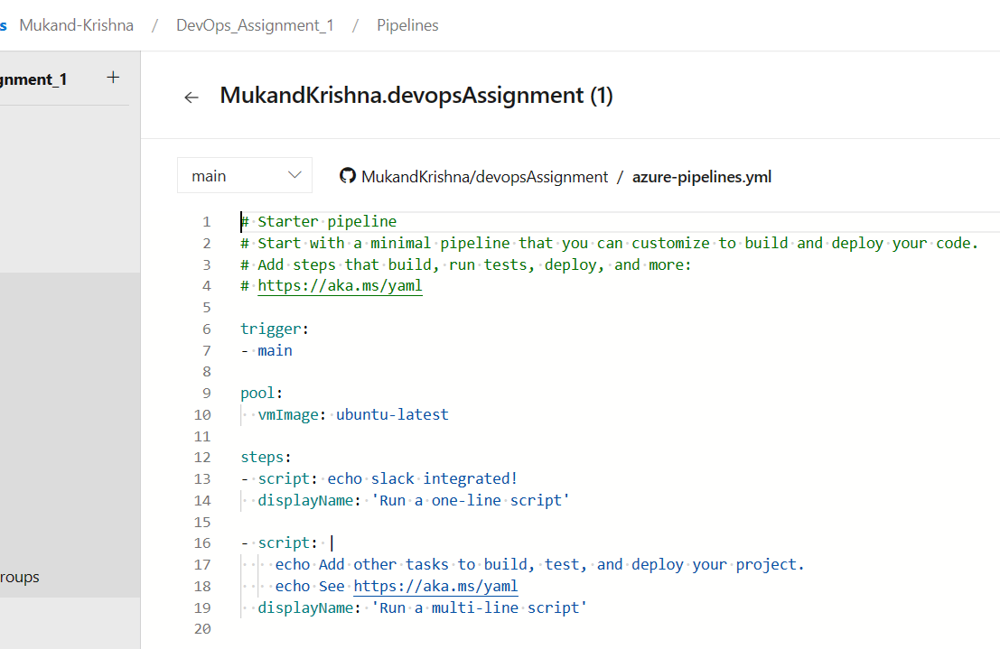 s Mukand-Krishna / DevOps_Assignment_1 / Pipelines
gnment_1 +
← MukandKrishna.devopsAssignment (1)
main MukandKrishna/devopsAssignment / azure-pipelines.yml
1 # Starter pipeline
2 # Start with a minimal pipeline that you can customize to build and deploy your code.
3 # Add steps that build, run tests, deploy, and more:
4 # https://aka.ms/yaml
5
6 trigger:
7 - main
8
9 pool:
10   vmImage: ubuntu-latest
11
12 steps:
13 - script: echo slack integrated!
14   displayName: 'Run a one-line script'
15
16 - script: |
17     echo Add other tasks to build, test, and deploy your project.
roups
18     echo See https://aka.ms/yaml
19   displayName: 'Run a multi-line script'
20